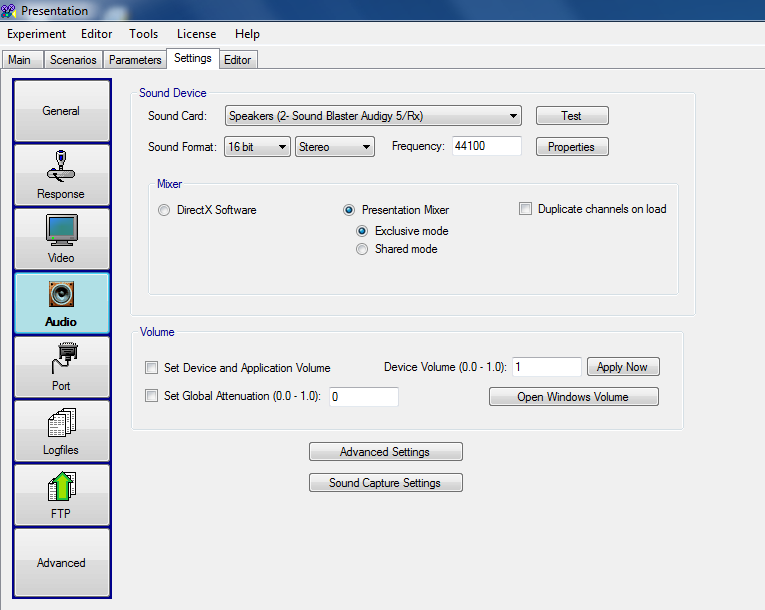 Presentation
Experiment Editor Tools License Help
Main Scenarios Parameters Settings Editor
General
Response
Video
Audio
Port
Logfiles
FTP
Advanced
Sound Device
Sound Card: Speakers (2- Sound Blaster Audigy 5/Rx) Test
Sound Format: 16 bit Stereo Frequency: 44100 Properties
Mixer
DirectX Software Presentation Mixer Duplicate channels on load
Exclusive mode
Shared mode
Volume
Set Device and Application Volume Device Volume (0.0 - 1.0): 1 Apply Now
Set Global Attenuation (0.0 - 1.0): 0 Open Windows Volume
Advanced Settings
Sound Capture Settings